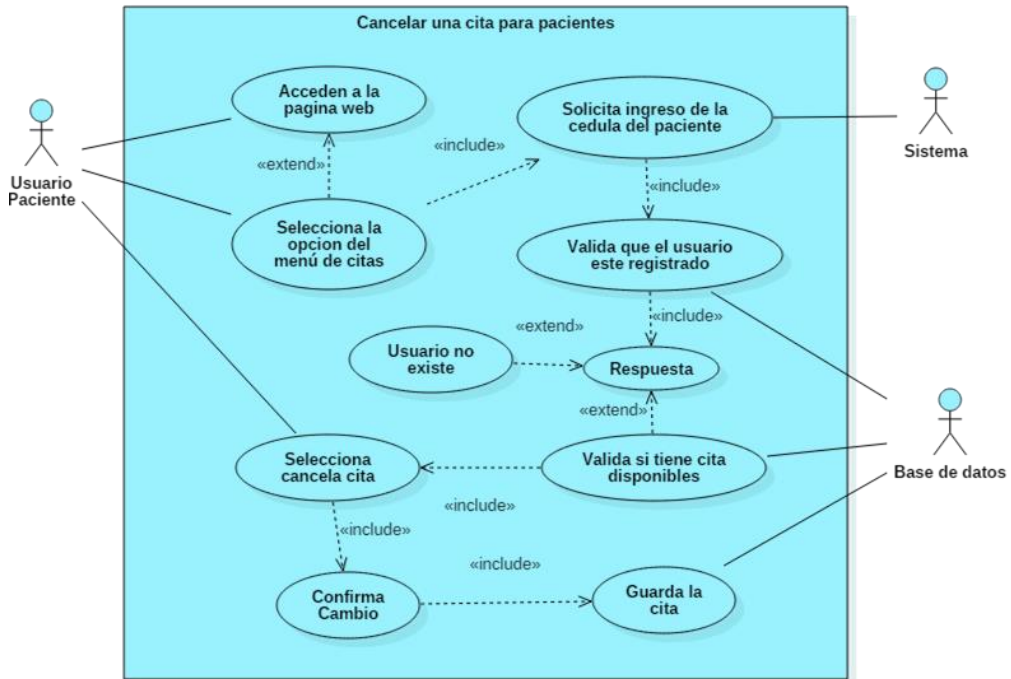 Cancelar una cita para pacientes
Acceden a la
pagina web
Solicita ingreso de la
cedula del paciente
«include»
«extend»
Sistema
Usuario
Paciente
«include»
Selecciona la
opcion del
menú de citas
Valida que el usuario
este registrado
«extend»
«include»
Usuario no
existe
Respuesta
«extend»
Selecciona
cancela cita
Valida si tiene cita
disponibles
Base de datos
«include»
«include»
«include»
Confirma
Cambio
Guarda la
cita